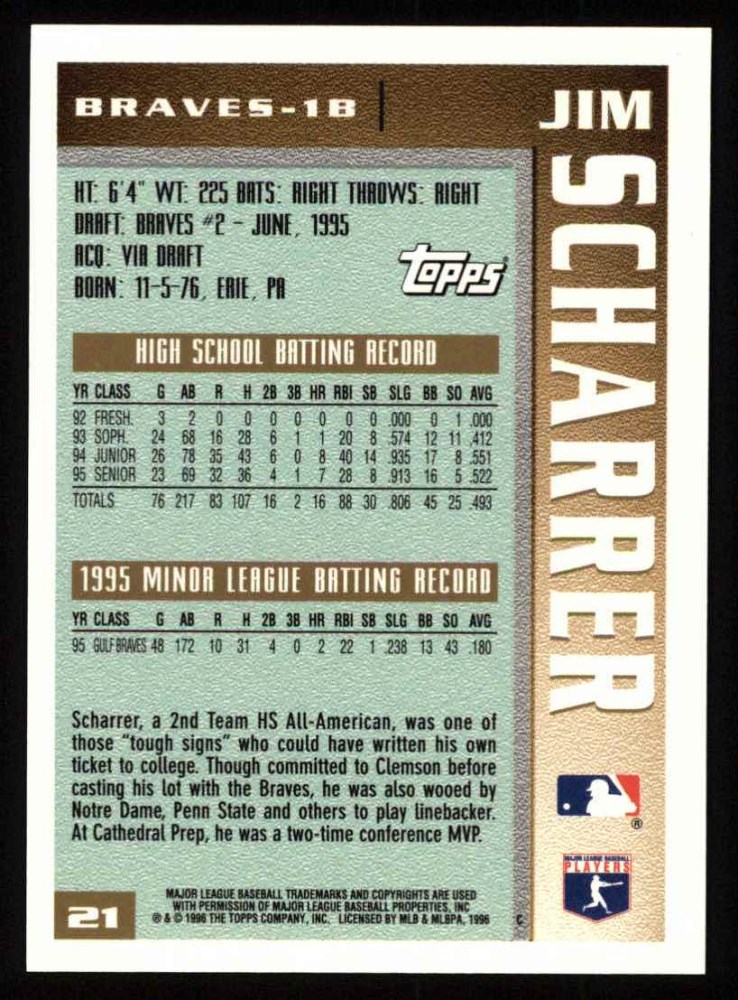 BRAVES-1B
JIM
SCHARRER
HT: 6'4" WT: 225 BATS: RIGHT THROWS: RIGHT
DRAFT: BRAVES #2 – JUNE, 1995
ACQ: VIA DRAFT
BORN: 11-5-76, ERIE, PA
Topps
HIGH SCHOOL BATTING RECORD
YR CLASS G AB R H 2B 3B HR RBI SB SLG BB SO AVG
92 FRESH. 3 2 0 0 0 0 0 0 0 .000 0 1 .000
93 SOPH. 24 68 16 28 6 1 1 20 8 .574 12 11 .412
94 JUNIOR 26 78 35 43 6 0 8 40 14 .935 17 8 .551
95 SENIOR 23 69 32 36 4 1 7 28 8 .913 16 5 .522
TOTALS 76 217 83 107 16 2 16 88 30 .806 45 25 .493
1995 MINOR LEAGUE BATTING RECORD
YR CLASS G AB R H 2B 3B HR RBI SB SLG BB SO AVG
95 GULF BRAVES 48 172 10 31 4 0 2 22 1 .238 13 43 .180
Scharrer, a 2nd Team HS All-American, was one of
those "tough signs" who could have written his own
ticket to college. Though committed to Clemson before
casting his lot with the Braves, he was also wooed by
Notre Dame, Penn State and others to play linebacker.
At Cathedral Prep, he was a two-time conference MVP.
®
MAJOR LEAGUE BASEBALL
PLAYERS
21
MAJOR LEAGUE BASEBALL TRADEMARKS AND COPYRIGHTS ARE USED
WITH PERMISSION OF MAJOR LEAGUE BASEBALL PROPERTIES, INC
® & © 1996 THE TOPPS COMPANY, INC. LICENSED BY MLB & MLBPA, 1996
C